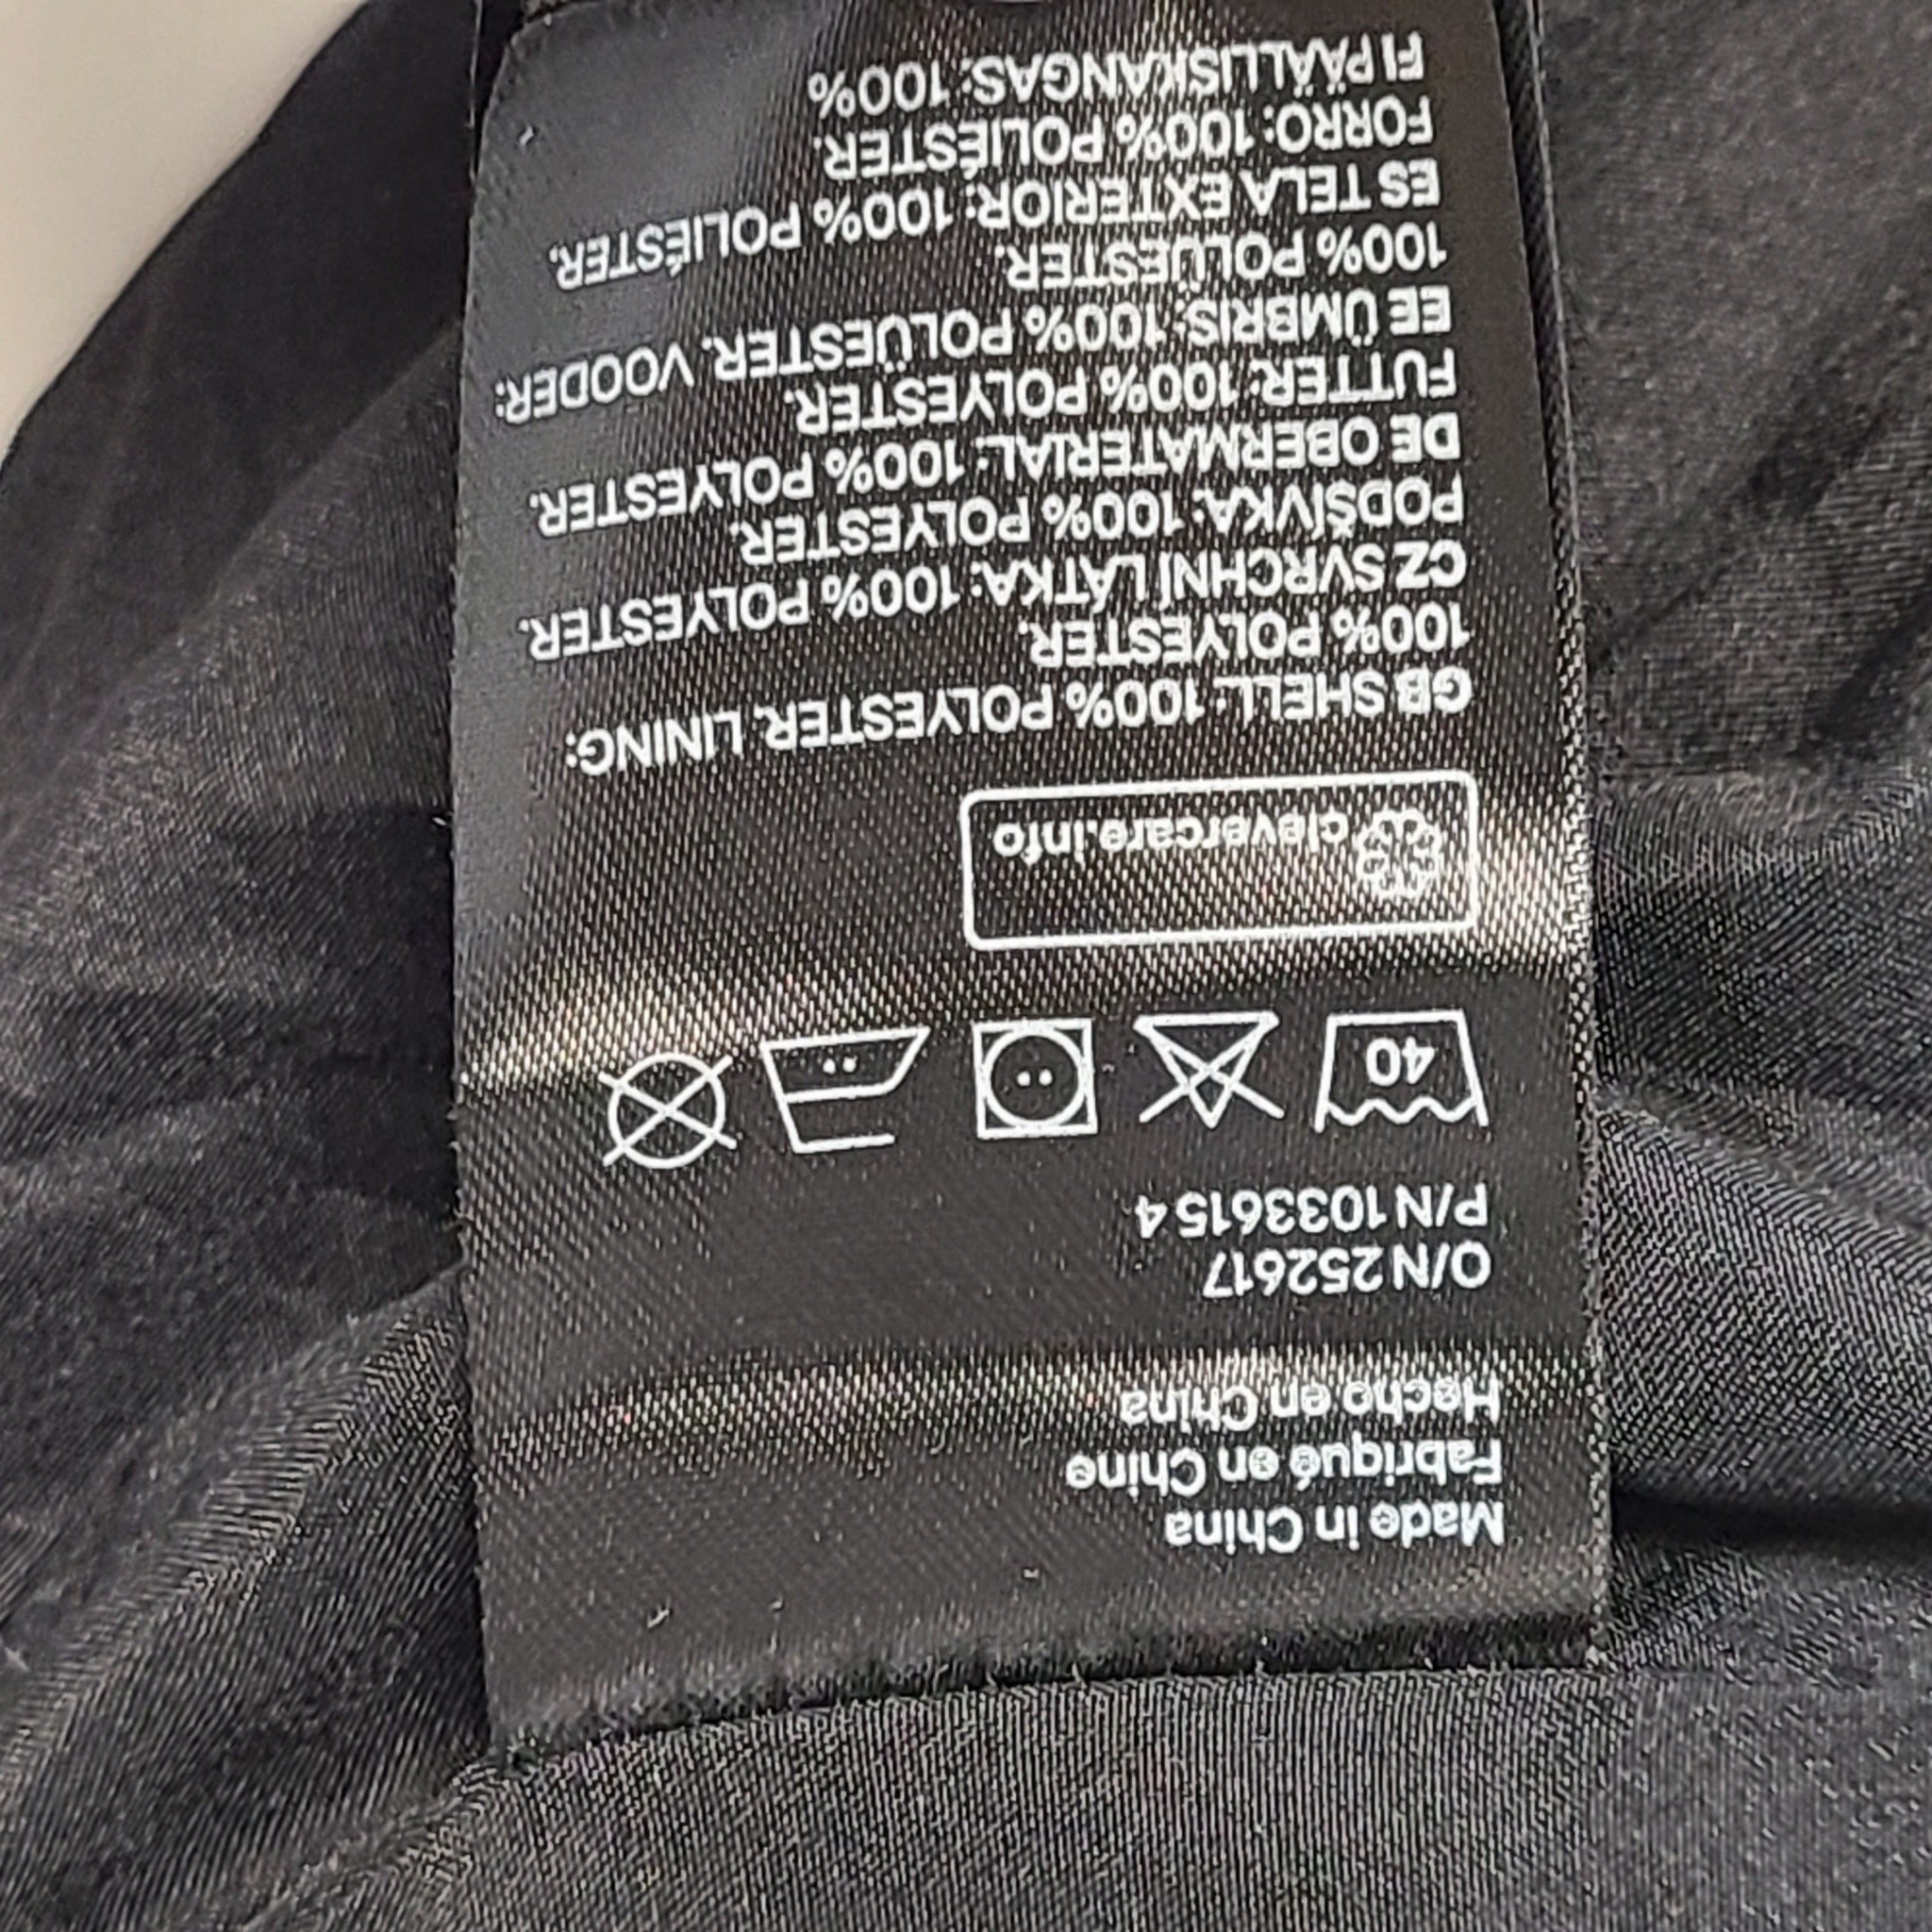 Made in China
Fabriqué en Chine
Hecho en China
O/N 252617
P/N 1033615 4
40
clevercare.info
GB SHELL: 100% POLYESTER. LINING:
100% POLYESTER.
CZ SVRCHNÍ LÁTKA: 100% POLYESTER.
PODŠÍVKA: 100% POLYESTER.
DE OBERMATERIAL: 100% POLYESTER.
FUTTER: 100% POLYESTER.
EE ÜMBRIS: 100% POLÜESTER. VOODER:
100% POLÜESTER.
ES TELA EXTERIOR: 100% POLIÉSTER.
FORRO: 100% POLIÉSTER.
FI PÄÄLLISKANGAS: 100%